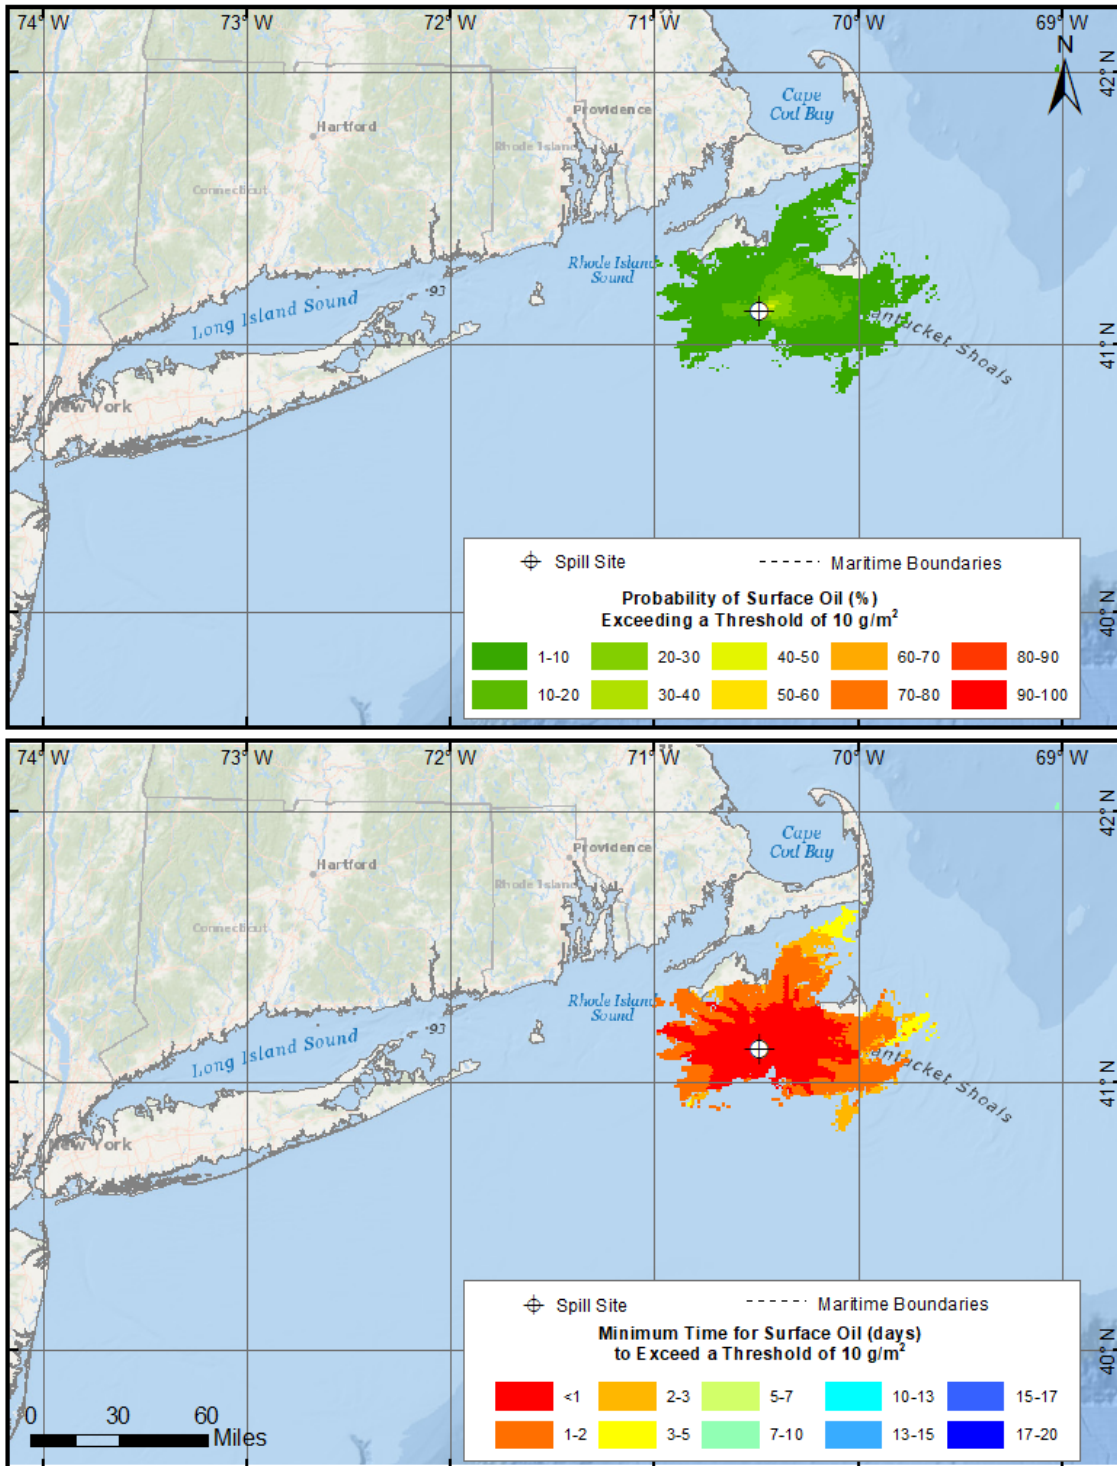 74° W 73° W 72° W 71° W 70° W 69° W
N
42° N
Cape
Cod Bay
Providence
Hartford
Rhode Island
Connecticut
Rhode Island
Sound
Long Island Sound
93
antucket Shoals
41° N
New York
Spill Site Maritime Boundaries
Probability of Surface Oil (%)
Exceeding a Threshold of 10 g/m²
40° N
1-10 20-30 40-50 60-70 80-90
10-20 30-40 50-60 70-80 90-100
74° W 73° W 72° W 71° W 70° W 69° W
42° N
Cape
Cod Bay
Providence
Hartford
Rhode Island
Connecticut
Rhode Island
Sound
Long Island Sound
93
antucket Shoals
41° N
New York
Spill Site Maritime Boundaries
Minimum Time for Surface Oil (days)
to Exceed a Threshold of 10 g/m²
40° N
<1 2-3 5-7 10-13 15-17
1-2 3-5 7-10 13-15 17-20
0 30 60
Miles